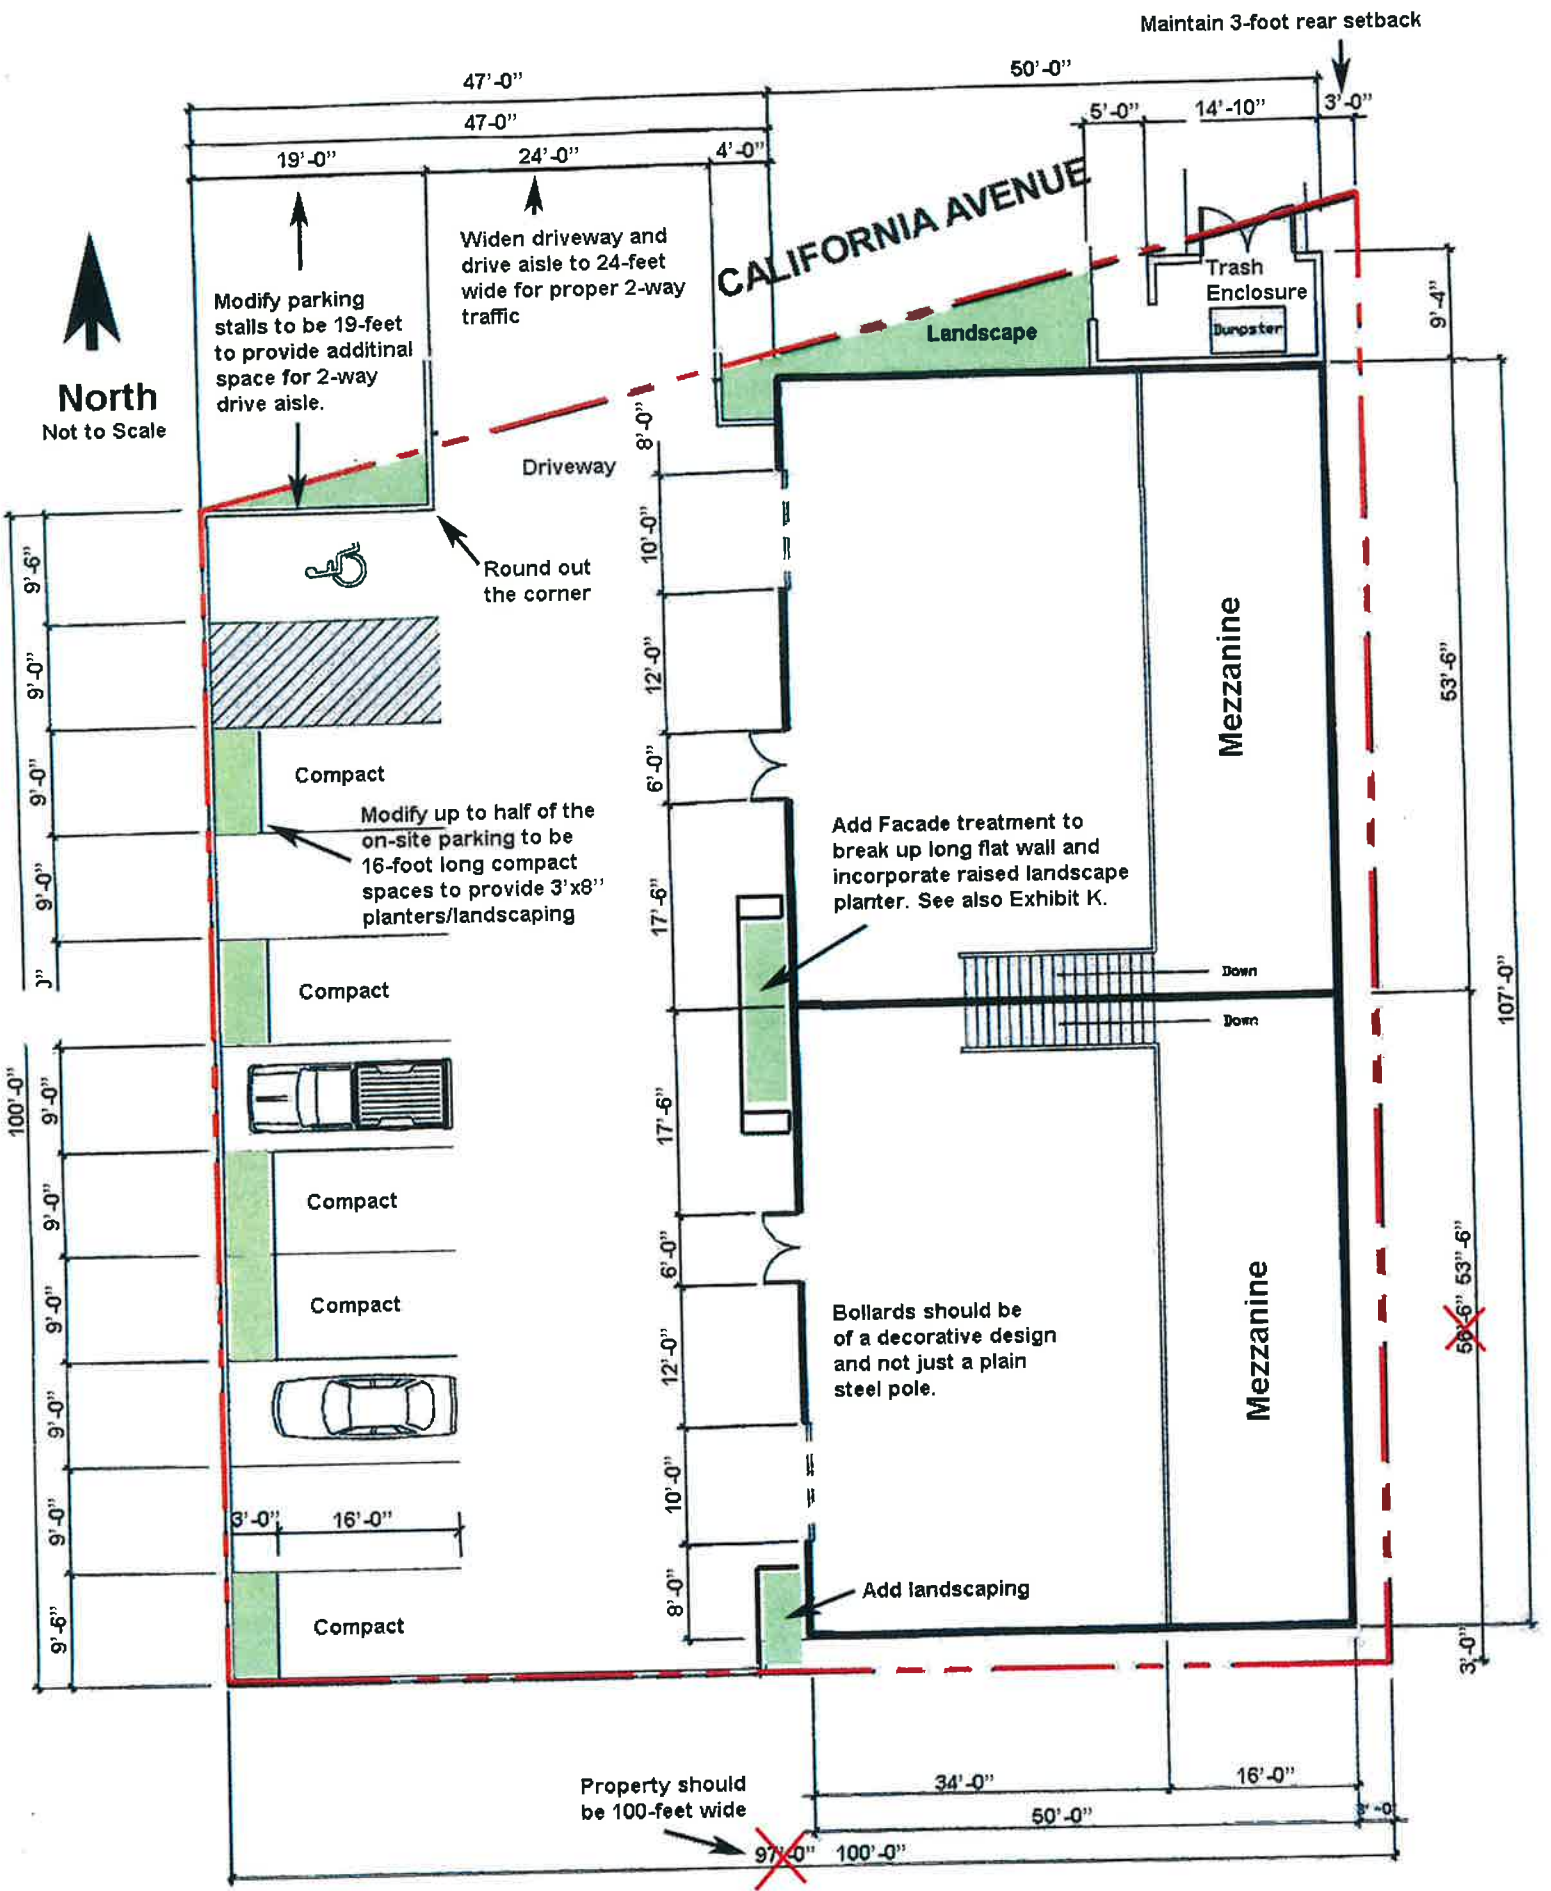 Maintain 3-foot rear setback
47'-0"
50'-0"
47-0"
5'-0"
14'-10"
3'-0"
19'-0"
24'-0"
4'-0"
CALIFORNIA AVENUE
Widen driveway and
drive aisle to 24-feet
wide for proper 2-way
traffic
Modify parking
stalls to be 19-feet
to provide additinal
space for 2-way
drive aisle.
North
Not to Scale
Trash
Enclosure
Dumpster
Landscape
9'-4"
Driveway
Round out
the corner
8'-0"
10'-0"
12'-0"
6'-0"
17'-6"
17'-6"
6'-0"
12'-0"
10'-0"
8'-0"
9'-6"
9'-0"
9'-0"
9'-0"
J"
9'-0"
9'-0"
9'-0"
9'-0"
9'-0"
9'-6"
100'-0"
Compact
Modify up to half of the
on-site parking to be
16-foot long compact
spaces to provide 3'x8"
planters/landscaping
Compact
Compact
Compact
3'-0"
16'-0"
Compact
Mezzanine
Add Facade treatment to
break up long flat wall and
incorporate raised landscape
planter. See also Exhibit K.
Down
Down
Bollards should be
of a decorative design
and not just a plain
steel pole.
Mezzanine
Add landscaping
53'-6"
107'-0"
56'-6" 53"-6"
3'-0"
34'-0"
16'-0"
50'-0"
3'-0
Property should
be 100-feet wide
97'-0" 100'-0"